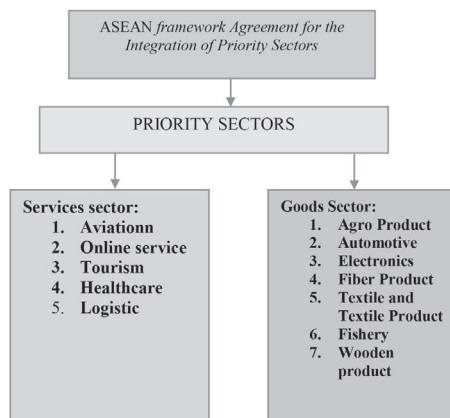 ASEAN framework Agreement for the
Integration of Priority Sectors
PRIORITY SECTORS
Services sector:
1. Aviationn
2. Online service
3. Tourism
4. Healthcare
5. Logistic
Goods Sector:
1. Agro Product
2. Automotive
3. Electronics
4. Fiber Product
5. Textile and
Textile Product
6. Fishery
7. Wooden
product